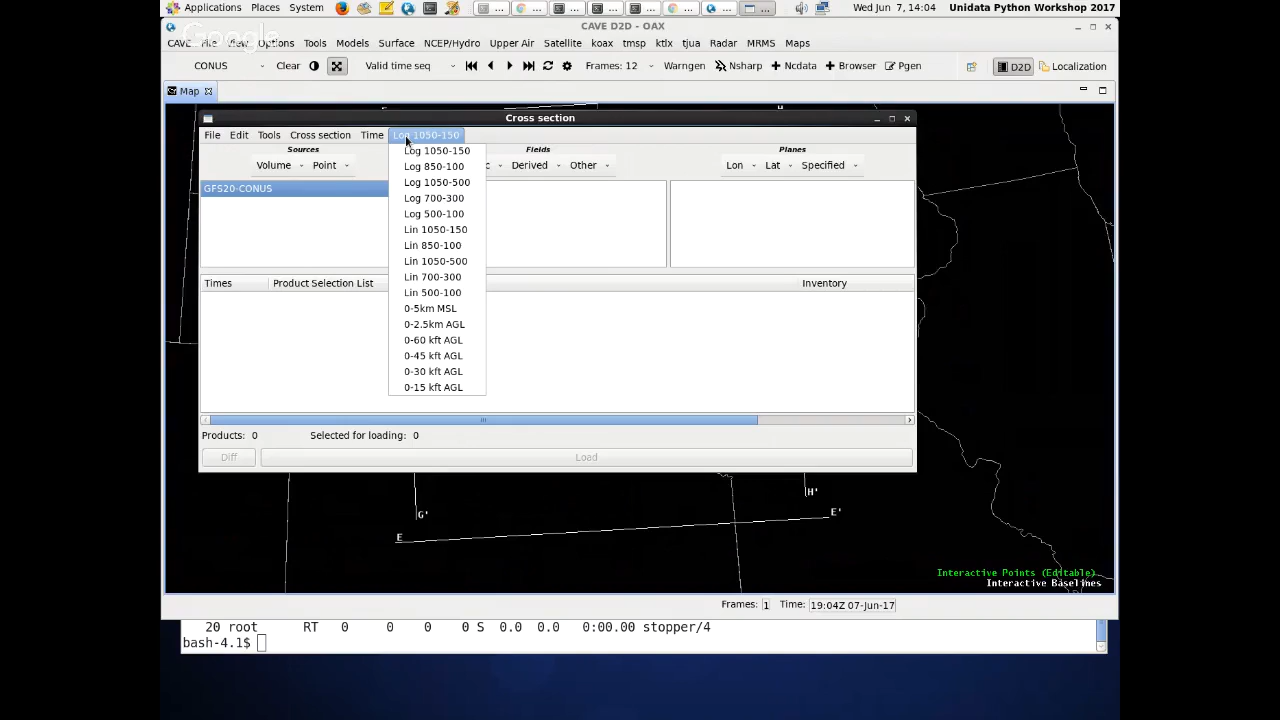 Applications Places System
Wed Jun 7, 14:04 Unidata Python Workshop 2017
CAVE D2D - OAX
Google
CAVE File View Options Tools Models Surface NCEP/Hydro Upper Air Satellite koax tmsp ktlx tjua Radar MRMS Maps
CONUS Clear Valid time seq Frames: 12 Warngen Nsharp Ncdata Browser Pgen D2D Localization
Map
Cross section
File Edit Tools Cross section Time Log 1050-150
Sources Fields Planes
Volume Point c Derived Other Lon Lat Specified
GFS20-CONUS
Log 1050-150
Log 850-100
Log 1050-500
Log 700-300
Log 500-100
Lin 1050-150
Lin 850-100
Lin 1050-500
Lin 700-300
Lin 500-100
0-5km MSL
0-2.5km AGL
0-60 kft AGL
0-45 kft AGL
0-30 kft AGL
0-15 kft AGL
Times Product Selection List Inventory
Products: 0 Selected for loading: 0
Diff Load
H'
G'
E E'
Interactive Points (Editable)
Interactive Baselines
Frames: 1 Time: 19:04Z 07-Jun-17
20 root RT 0 0 0 0 S 0.0 0.0 0:00.00 stopper/4
bash-4.1$